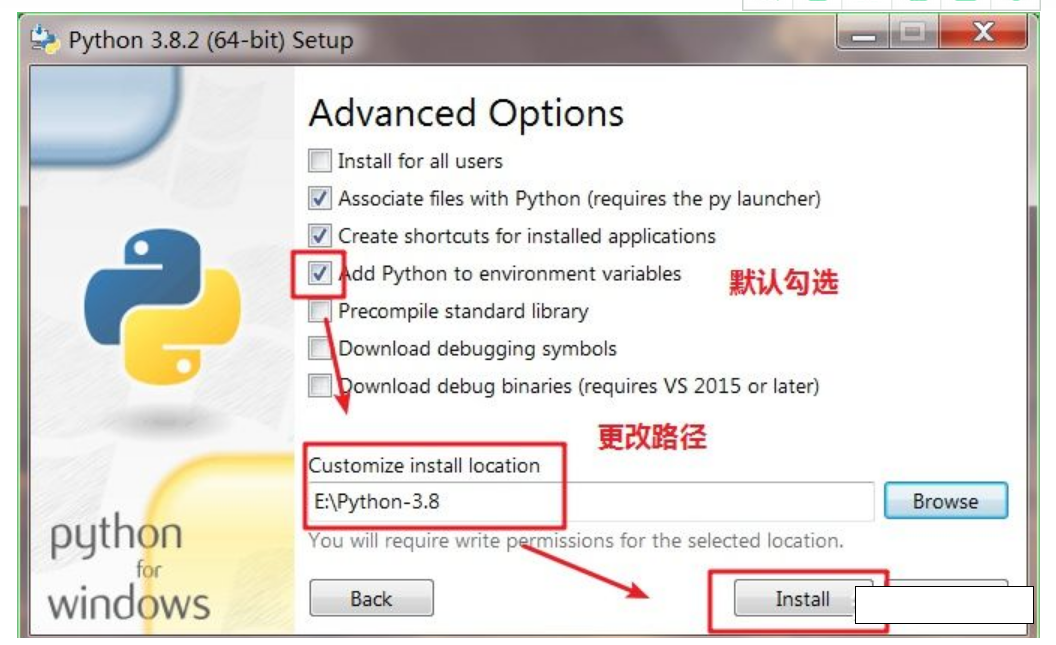 Python 3.8.2 (64-bit) Setup
Advanced Options
Install for all users
Associate files with Python (requires the py launcher)
Create shortcuts for installed applications
Add Python to environment variables
默认勾选
Precompile standard library
Download debugging symbols
Download debug binaries (requires VS 2015 or later)
更改路径
Customize install location
E:\Python-3.8
Browse
You will require write permissions for the selected location.
python
for
windows
Back
Install